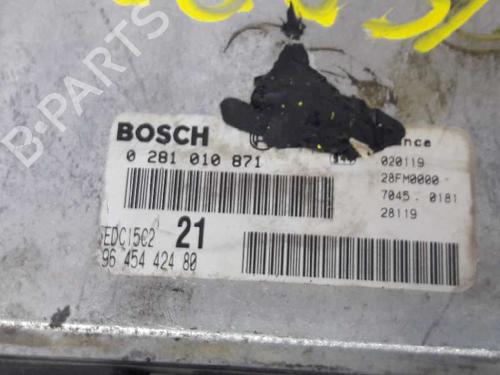 B-PARTS
BOSCH
0 281 010 871
020119
28FM0000
7045. 0181
28119
EDC15C2 21
96 454 424 80